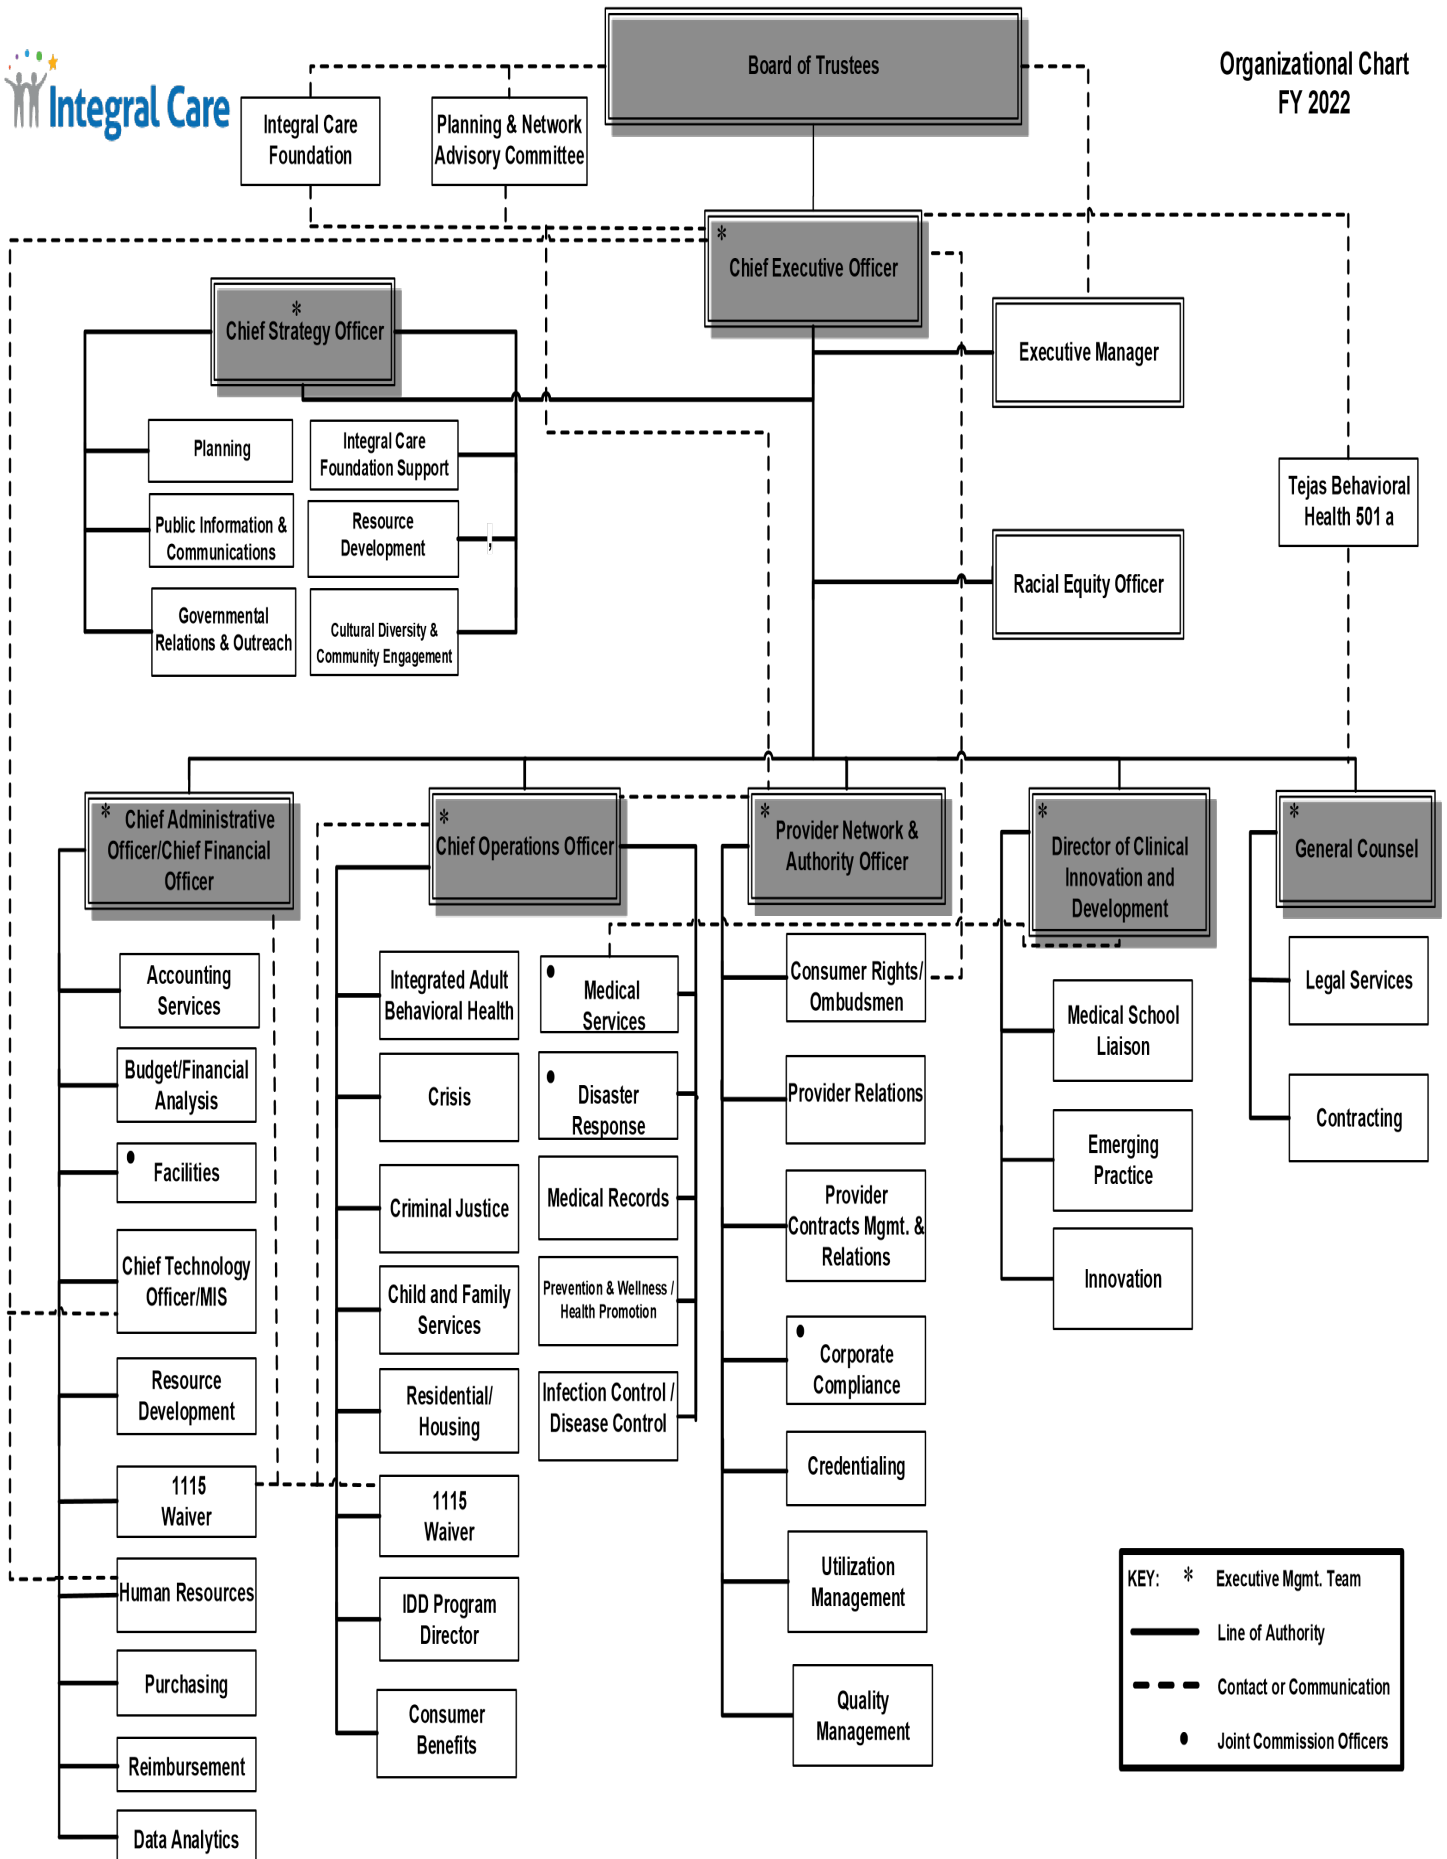 Integral Care
Organizational Chart
FY 2022
Board of Trustees
Integral Care
Foundation
Planning & Network
Advisory Committee
*
Chief Executive Officer
*
Chief Strategy Officer
Executive Manager
Planning
Integral Care
Foundation Support
Public Information &
Communications
Resource
Development
,
Governmental
Relations & Outreach
Cultural Diversity &
Community Engagement
Tejas Behavioral
Health 501 a
Racial Equity Officer
* Chief Administrative
Officer/Chief Financial
Officer
Accounting
Services
Budget/Financial
Analysis
• Facilities
Chief Technology
Officer/MIS
Resource
Development
1115
Waiver
Human Resources
Purchasing
Reimbursement
Data Analytics
*
Chief Operations Officer
Integrated Adult
Behavioral Health
Crisis
Criminal Justice
Child and Family
Services
Residential/
Housing
1115
Waiver
IDD Program
Director
Consumer
Benefits
•
Medical
Services
•
Disaster
Response
Medical Records
Prevention & Wellness /
Health Promotion
Infection Control /
Disease Control
*
Provider Network &
Authority Officer
Consumer Rights/
Ombudsmen
Provider Relations
Provider
Contracts Mgmt. &
Relations
•
Corporate
Compliance
Credentialing
Utilization
Management
Quality
Management
*
Director of Clinical
Innovation and
Development
Medical School
Liaison
Emerging
Practice
Innovation
*
General Counsel
Legal Services
Contracting
KEY: * Executive Mgmt. Team
Line of Authority
Contact or Communication
• Joint Commission Officers